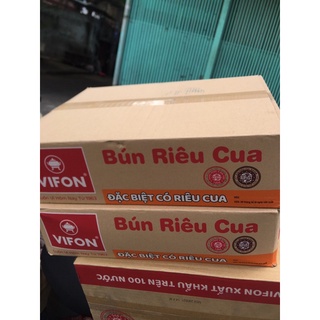 Bún Riêu Cua
VIFON
ĐẶC BIỆT CÓ RIÊU CUA
Bún Riêu Cua
VIFON
ĐẶC BIỆT CÓ RIÊU CUA
VIFON XUẤT KHẨU TRÊN 100 NƯỚC